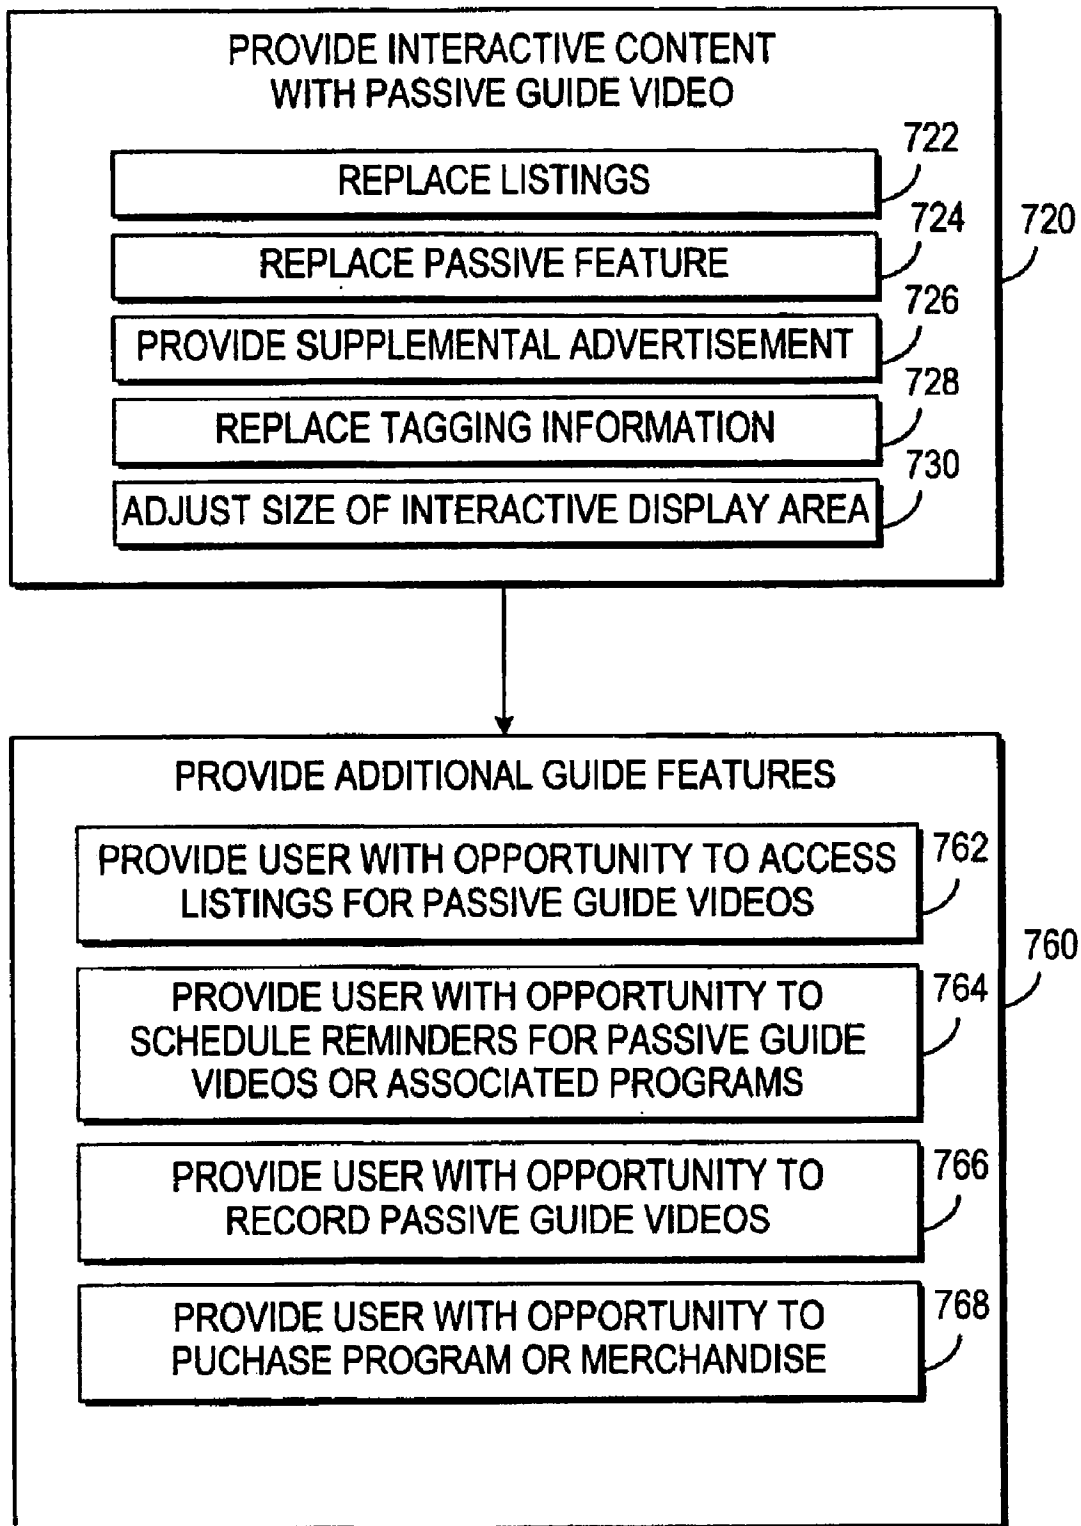 PROVIDE INTERACTIVE CONTENT
WITH PASSIVE GUIDE VIDEO
722
REPLACE LISTINGS
720
724
REPLACE PASSIVE FEATURE
726
PROVIDE SUPPLEMENTAL ADVERTISEMENT
728
REPLACE TAGGING INFORMATION
730
ADJUST SIZE OF INTERACTIVE DISPLAY AREA
PROVIDE ADDITIONAL GUIDE FEATURES
762
PROVIDE USER WITH OPPORTUNITY TO ACCESS
LISTINGS FOR PASSIVE GUIDE VIDEOS
760
764
PROVIDE USER WITH OPPORTUNITY TO
SCHEDULE REMINDERS FOR PASSIVE GUIDE
VIDEOS OR ASSOCIATED PROGRAMS
766
PROVIDE USER WITH OPPORTUNITY TO
RECORD PASSIVE GUIDE VIDEOS
768
PROVIDE USER WITH OPPORTUNITY TO
PUCHASE PROGRAM OR MERCHANDISE